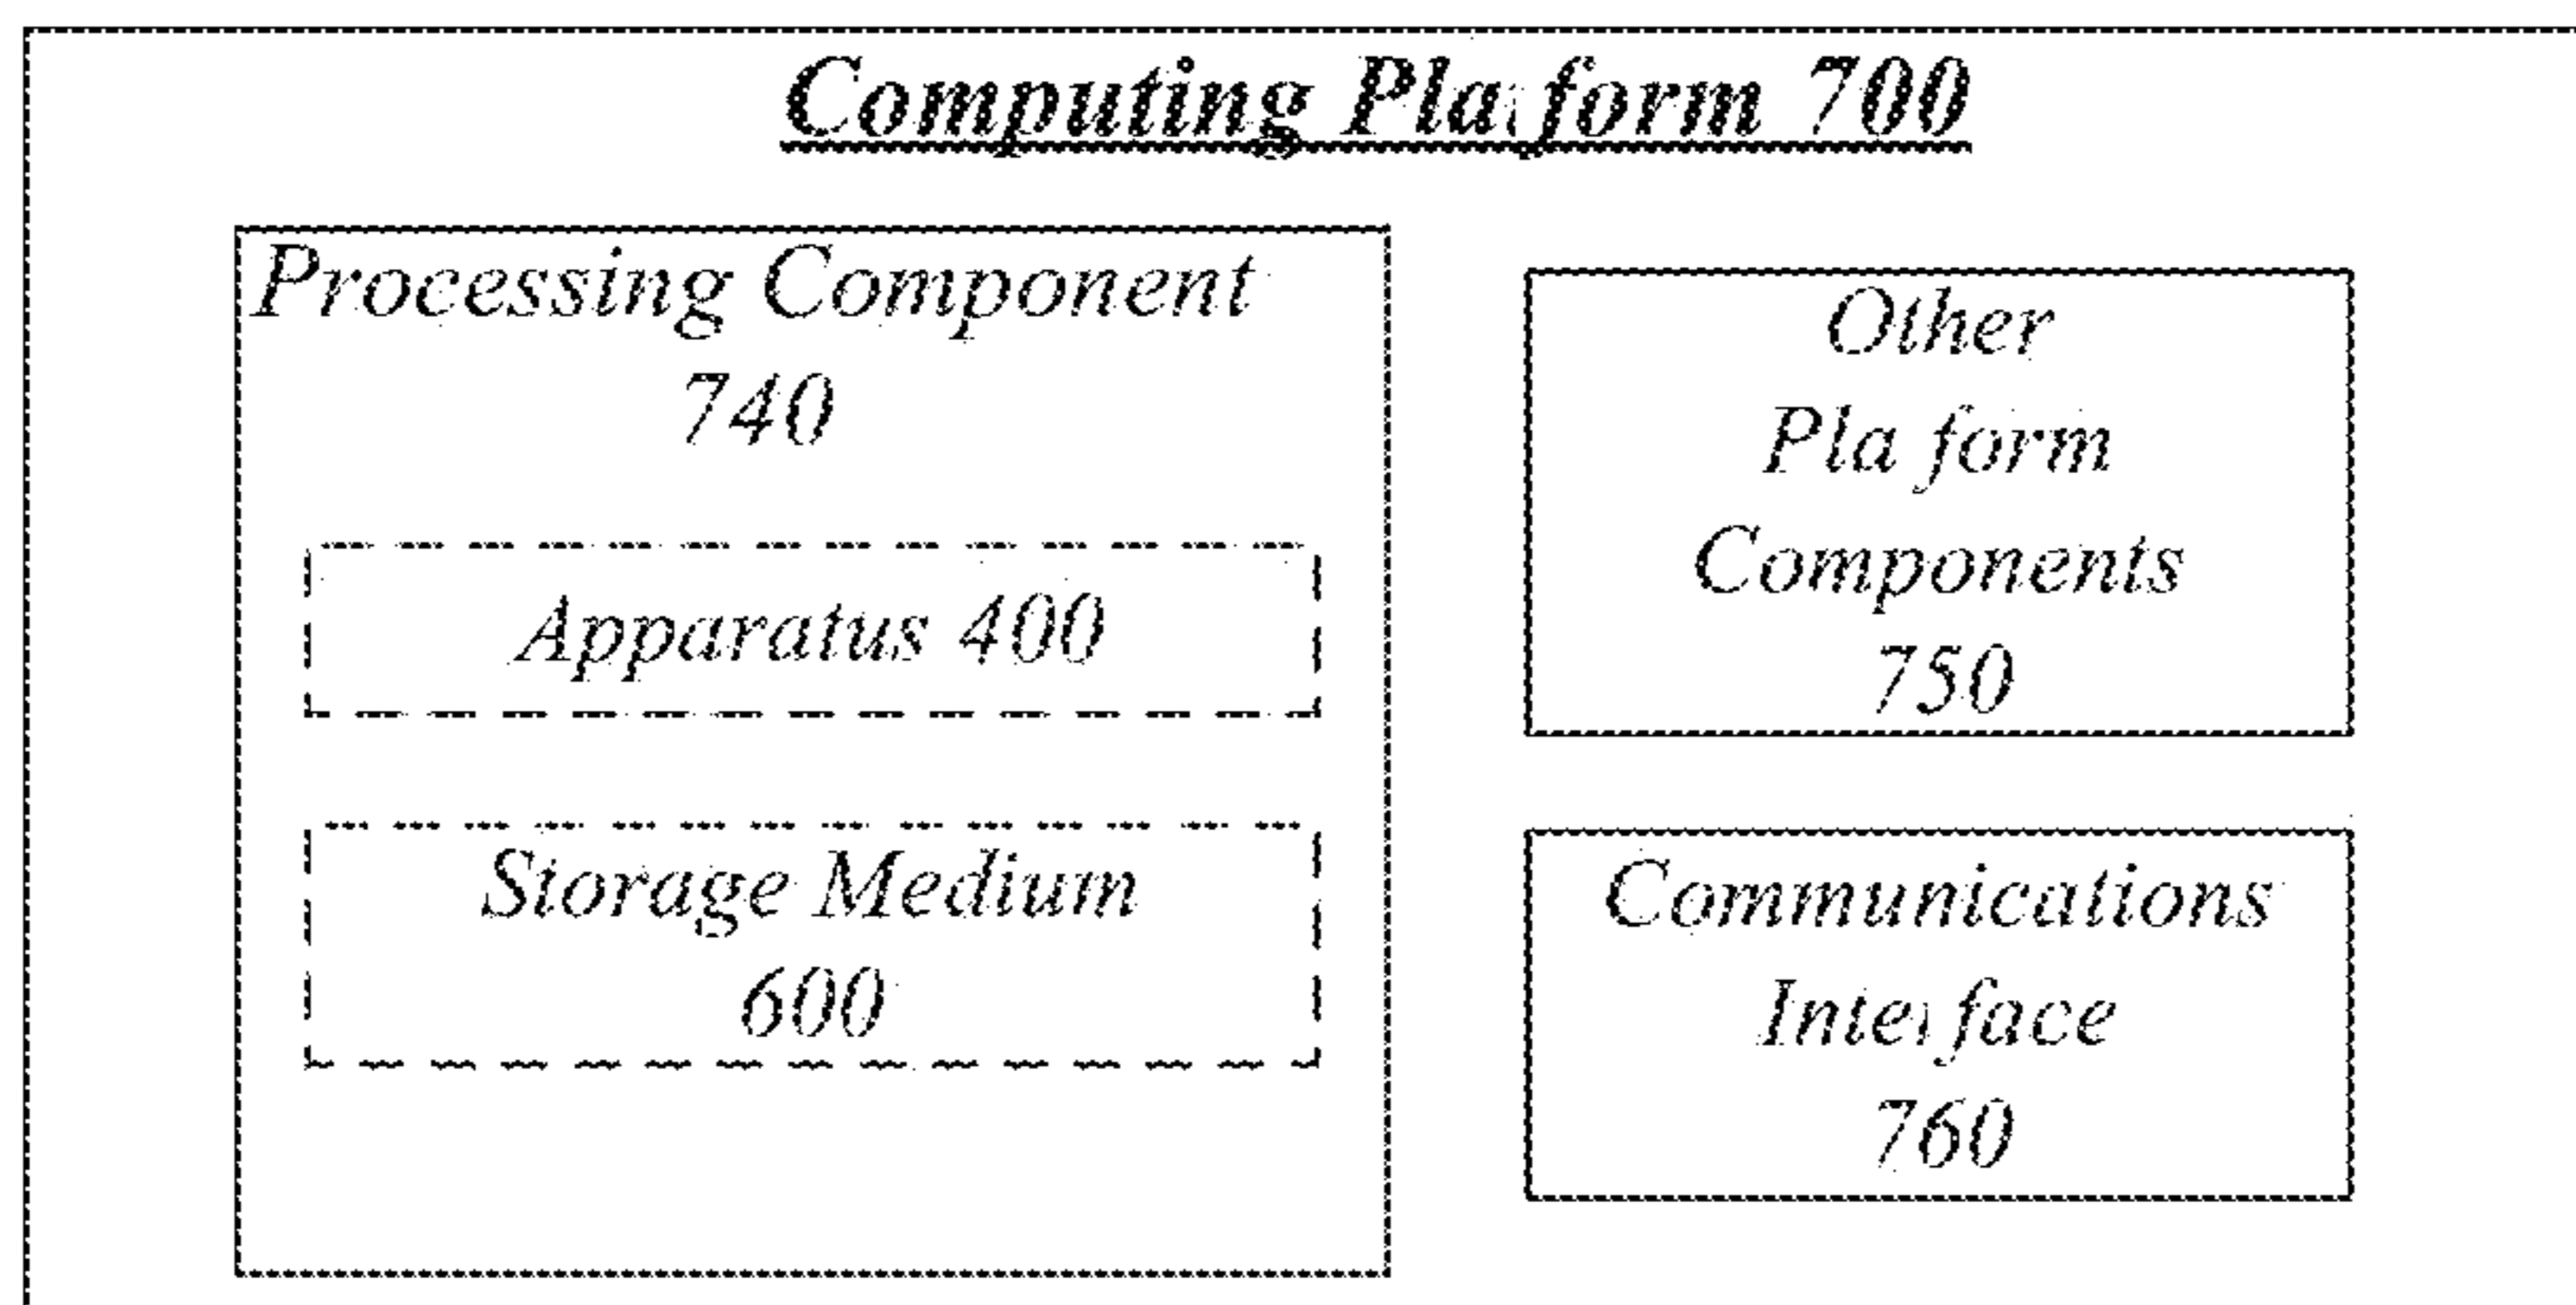 Computing Platform 700
Processing Component
740
Apparatus 400
Storage Medium
600
Other
Platform
Components
750
Communications
Interface
760